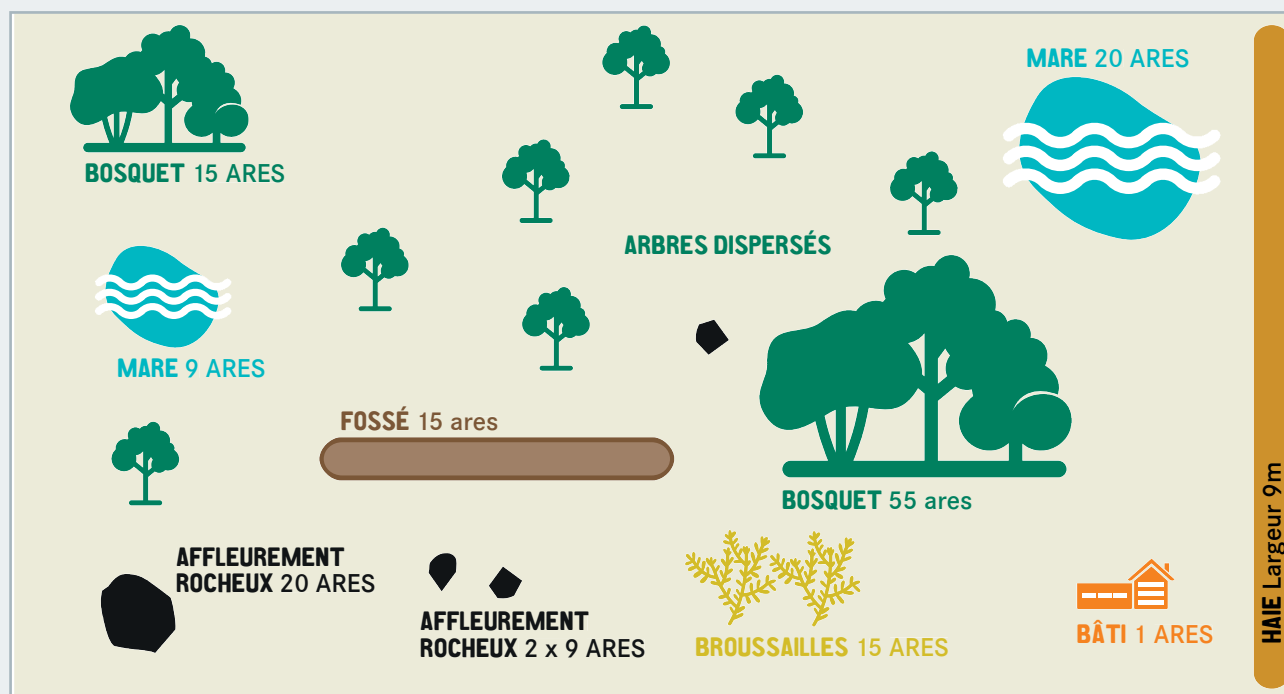 MARE 20 ARES
BOSQUET 15 ARES
ARBRES DISPERSÉS
MARE 9 ARES
FOSSÉ 15 ares
BOSQUET 55 ares
HAIE Largeur 9m
AFFLEUREMENT
ROCHEUX 20 ARES
AFFLEUREMENT
ROCHEUX 2 x 9 ARES
BROUSSAILLES 15 ARES
BÂTI 1 ARES